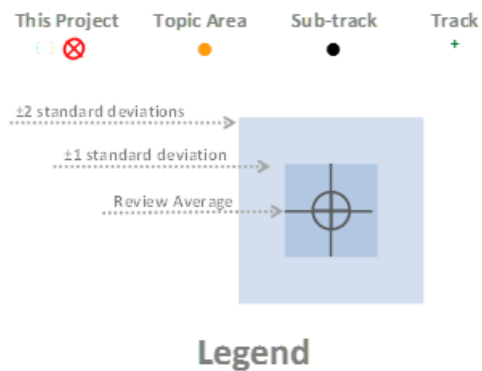 This Project Topic Area Sub-track Track
±2 standard deviations
±1 standard deviation
Review Average
Legend